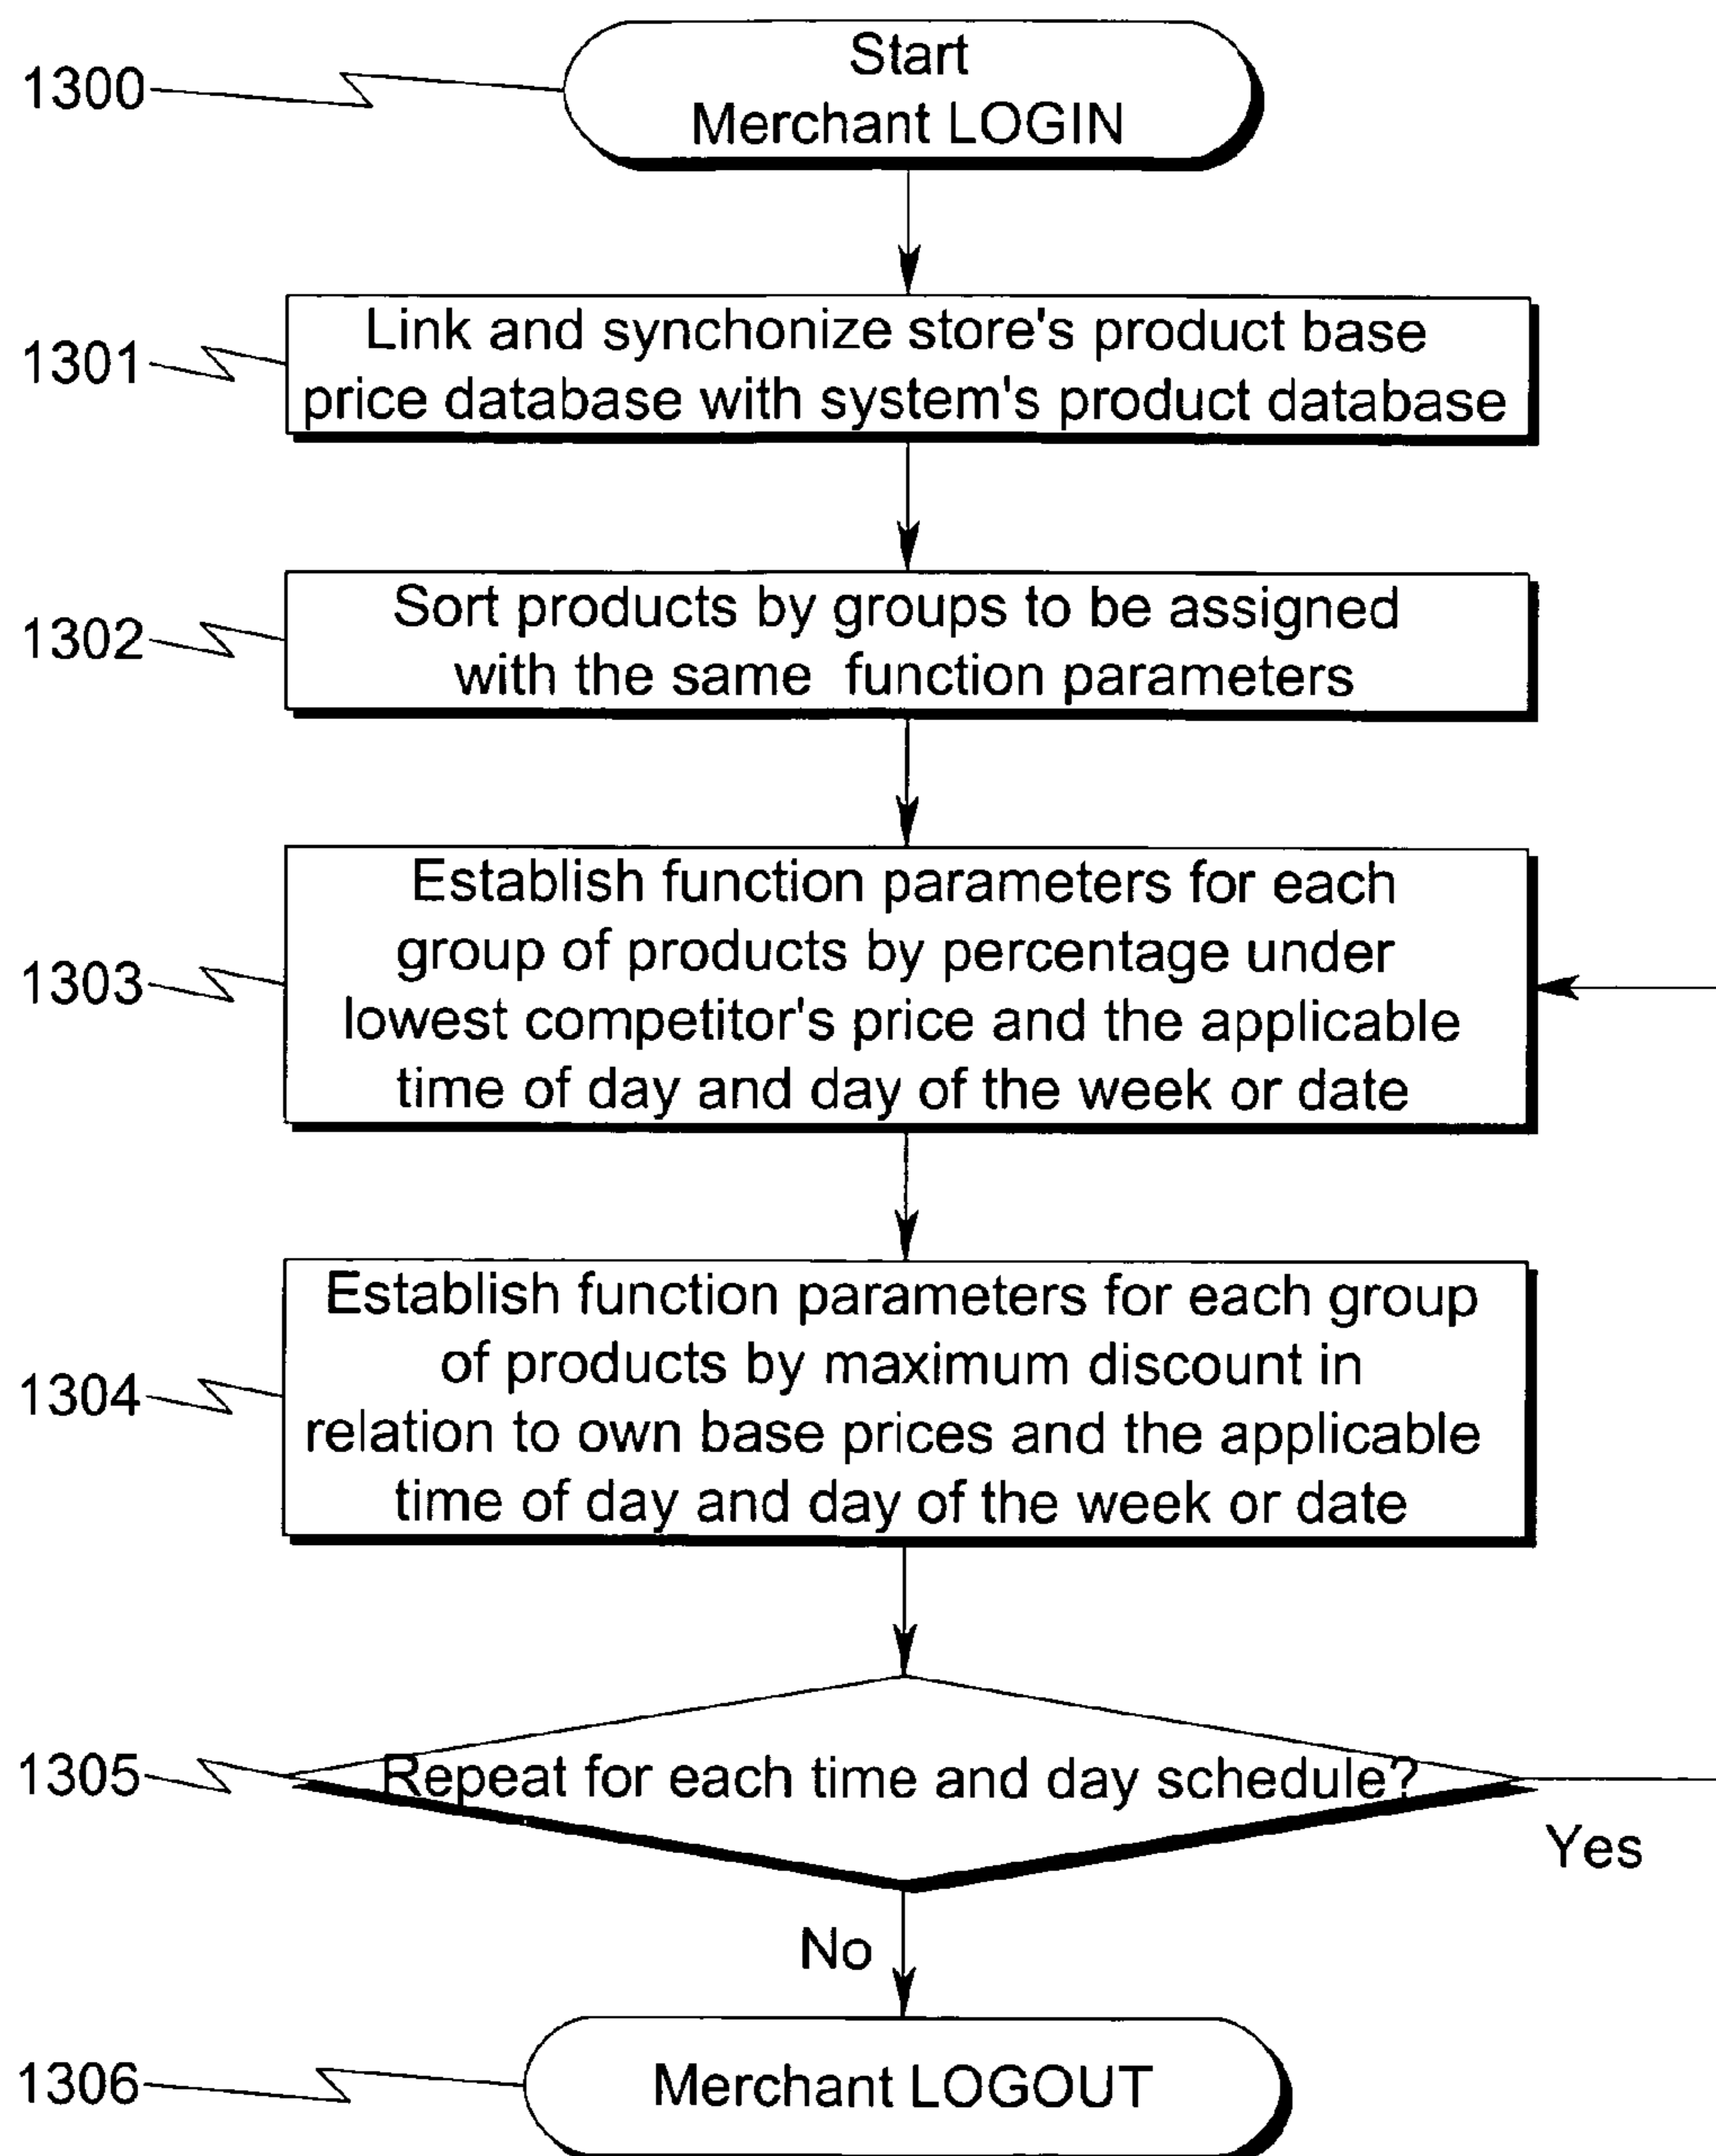 1300
Start
Merchant LOGIN
1301
Link and synchonize store's product base
price database with system's product database
1302
Sort products by groups to be assigned
with the same function parameters
1303
Establish function parameters for each
group of products by percentage under
lowest competitor's price and the applicable
time of day and day of the week or date
1304
Establish function parameters for each group
of products by maximum discount in
relation to own base prices and the applicable
time of day and day of the week or date
1305
Repeat for each time and day schedule?
Yes
No
1306
Merchant LOGOUT